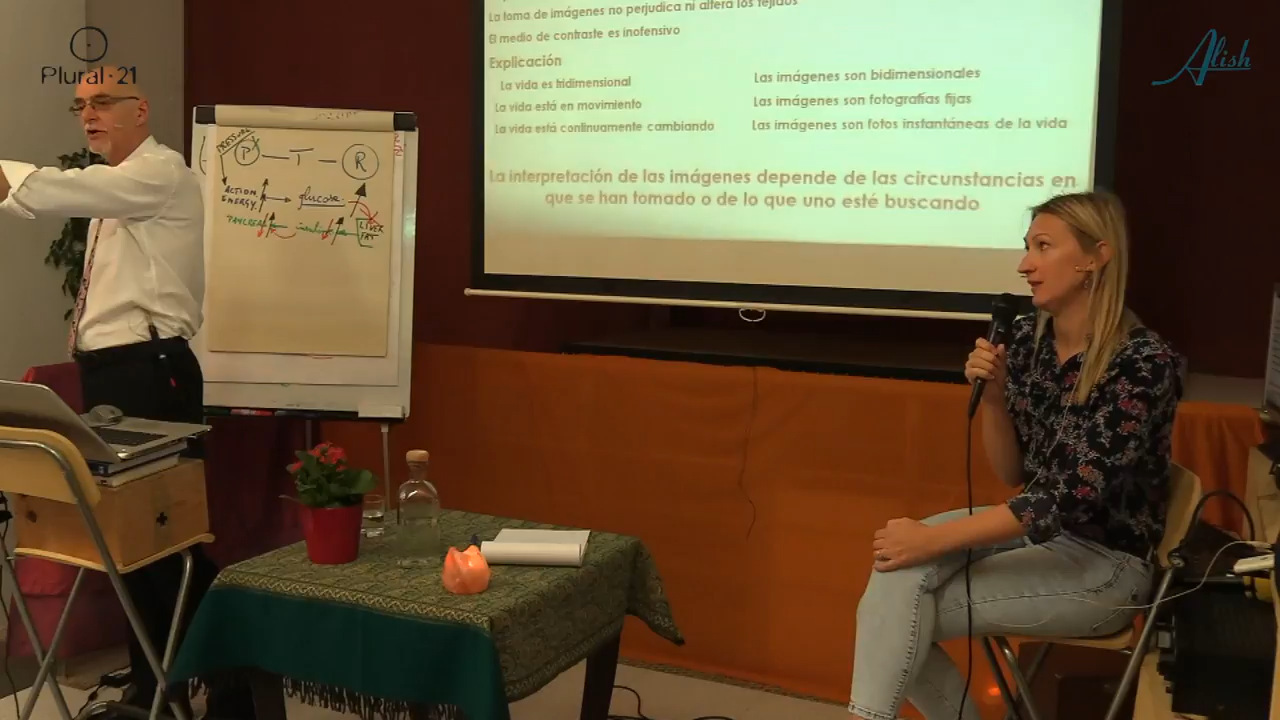 Plural·21
Alish
La toma de imágenes no perjudica ni altera los tejidos
El medio de contraste es inofensivo
Explicación
La vida es tridimensional
Las imágenes son bidimensionales
La vida está en movimiento
Las imágenes son fotografías fijas
La vida está continuamente cambiando
Las imágenes son fotos instantáneas de la vida
La interpretación de las imágenes depende de las circunstancias en
que se han tomado o de lo que uno esté buscando
PRESSURE
P — T — R
ACTION
ENERGY
glucose
PANCREAS
LIVER
FAT